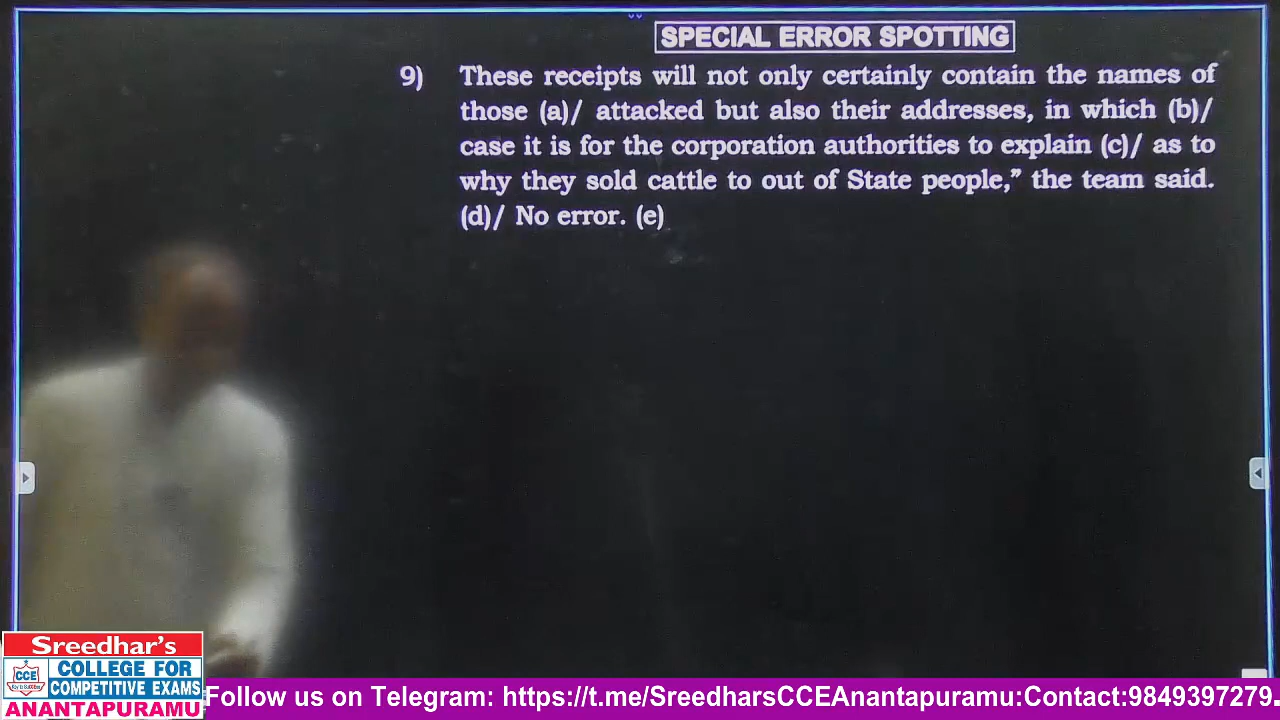 SPECIAL ERROR SPOTTING
9) These receipts will not only certainly contain the names of
those (a)/ attacked but also their addresses, in which (b)/
case it is for the corporation authorities to explain (c)/ as to
why they sold cattle to out of State people,” the team said.
(d)/ No error. (e)
Sreedhar's
CCE
COLLEGE FOR
COMPETITIVE EXAMS
ANANTAPURAMU
Follow us on Telegram: https://t.me/SreedharsCCEAnantapuramu:Contact:9849397279.